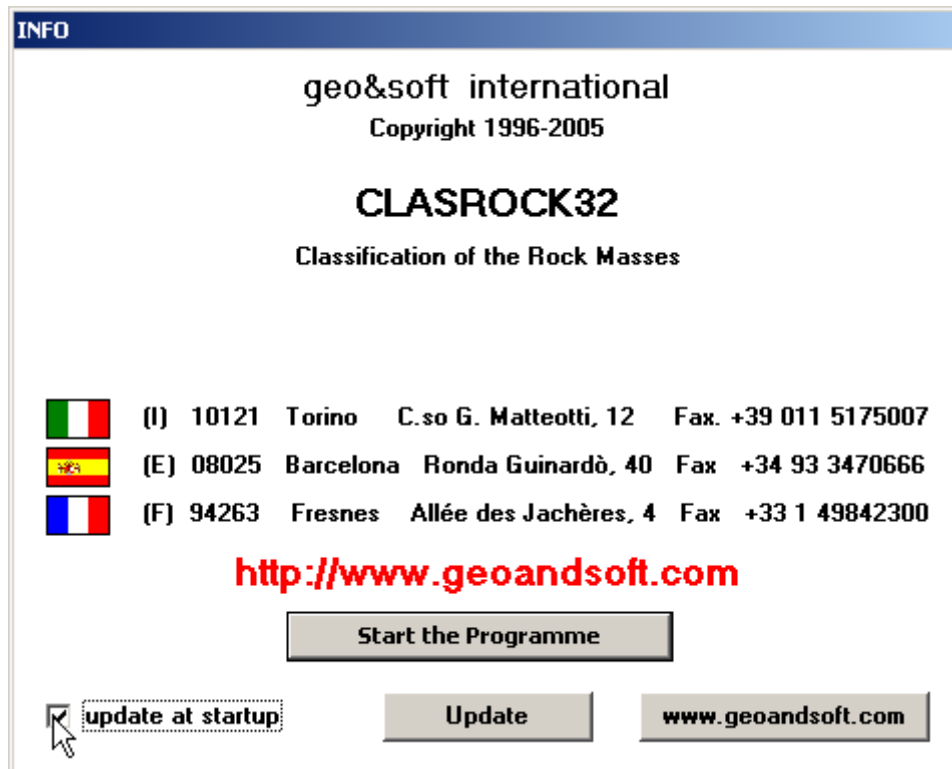 INFO
geo&soft international
Copyright 1996-2005
CLASROCK32
Classification of the Rock Masses
(I) 10121 Torino C.so G. Matteotti, 12 Fax. +39 011 5175007
(E) 08025 Barcelona Ronda Guinardò, 40 Fax +34 93 3470666
(F) 94263 Fresnes Allée des Jachères, 4 Fax +33 1 49842300
http://www.geoandsoft.com
Start the Programme
update at startup Update www.geoandsoft.com